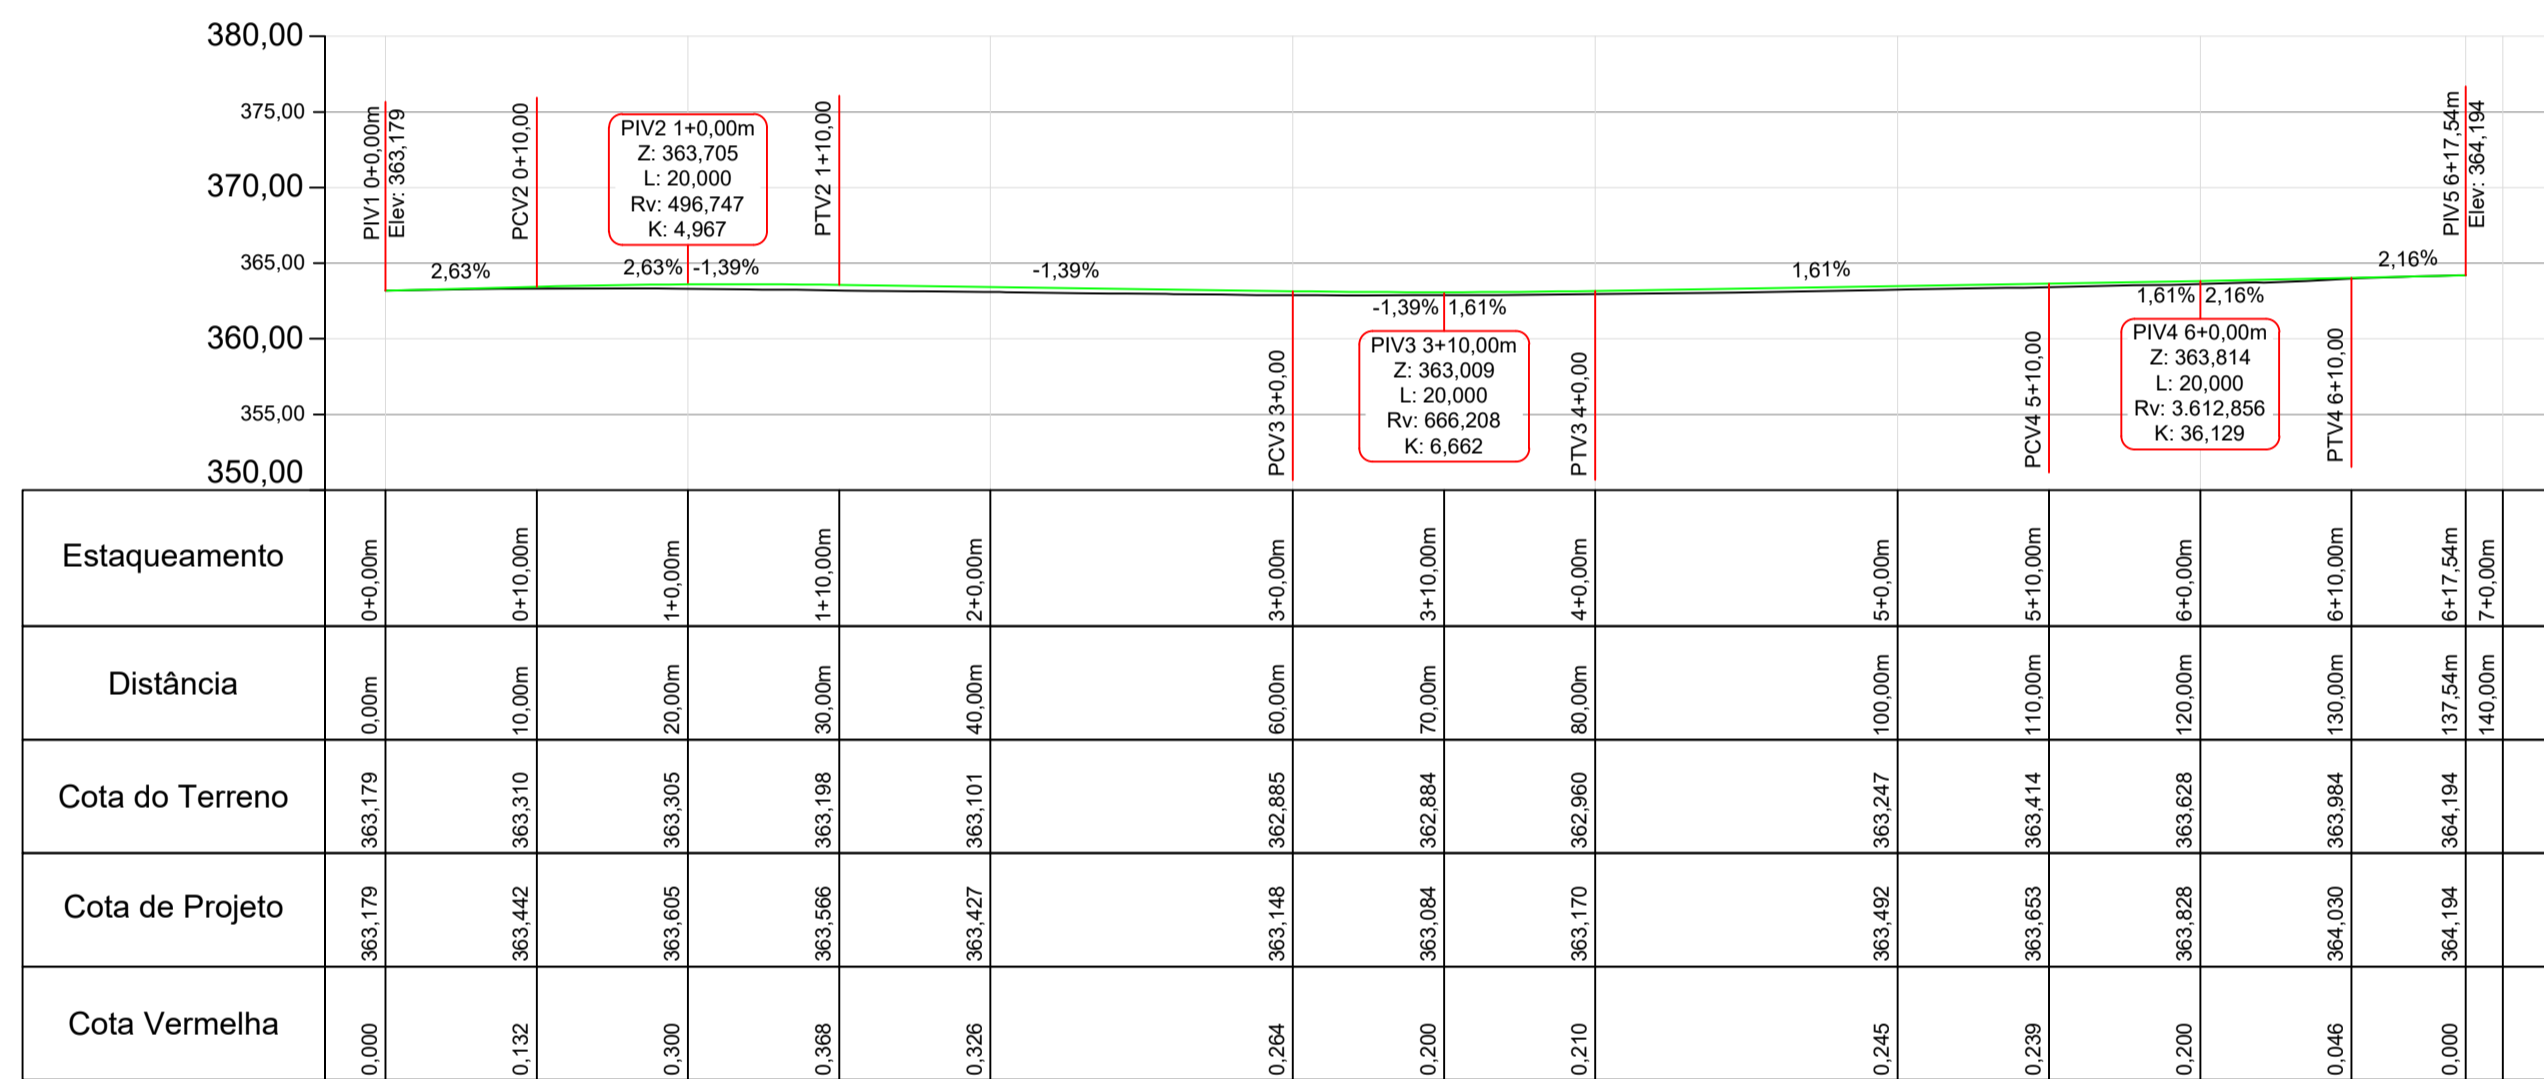 380,00
375,00
370,00
365,00
360,00
355,00
350,00
PIV1 0+0,00m
Elev: 363,179
PCV2 0+10,00
PIV2 1+0,00m
Z: 363,705
L: 20,000
Rv: 496,747
K: 4,967
PTV2 1+10,00
PIV5 6+17,54m
Elev: 364,194
2,63%
2,63% -1,39%
-1,39%
1,61%
2,16%
-1,39% 1,61%
1,61% 2,16%
PCV3 3+0,00
PIV3 3+10,00m
Z: 363,009
L: 20,000
Rv: 666,208
K: 6,662
PTV3 4+0,00
PCV4 5+10,00
PIV4 6+0,00m
Z: 363,814
L: 20,000
Rv: 3.612,856
K: 36,129
PTV4 6+10,00
Estaqueamento 0+0,00m 0+10,00m 1+0,00m 1+10,00m 2+0,00m 3+0,00m 3+10,00m 4+0,00m 5+0,00m 5+10,00m 6+0,00m 6+10,00m 6+17,54m 7+0,00m
Distância 0,00m 10,00m 20,00m 30,00m 40,00m 60,00m 70,00m 80,00m 100,00m 110,00m 120,00m 130,00m 137,54m 140,00m
Cota do Terreno 363,179 363,310 363,305 363,198 363,101 362,885 362,884 362,960 363,247 363,414 363,628 363,984 364,194
Cota de Projeto 363,179 363,442 363,605 363,566 363,427 363,148 363,084 363,170 363,492 363,653 363,828 364,030 364,194
Cota Vermelha 0,000 0,132 0,300 0,368 0,326 0,264 0,200 0,210 0,245 0,239 0,200 0,046 0,000